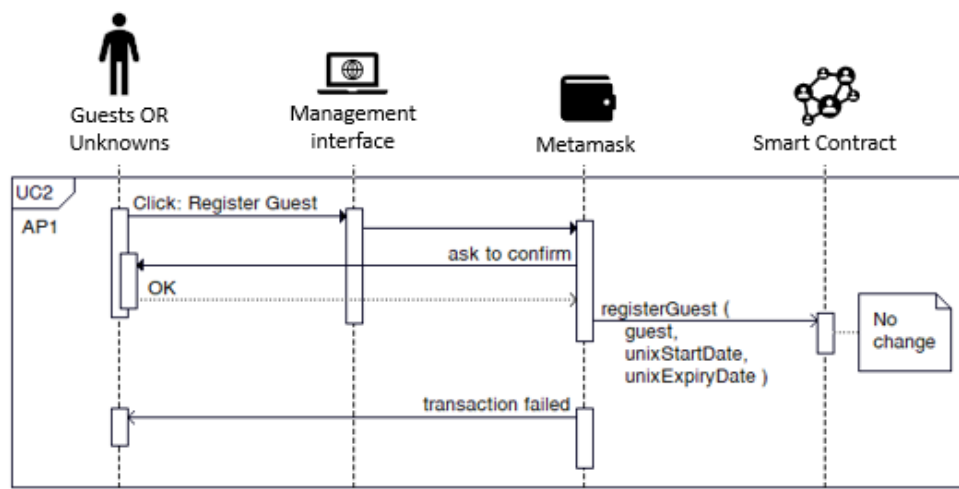 Guests OR
Unknowns
Management
interface
Metamask
Smart Contract
UC2
AP1
Click: Register Guest
ask to confirm
OK
registerGuest (
guest,
unixStartDate,
unixExpiryDate )
No
change
transaction failed